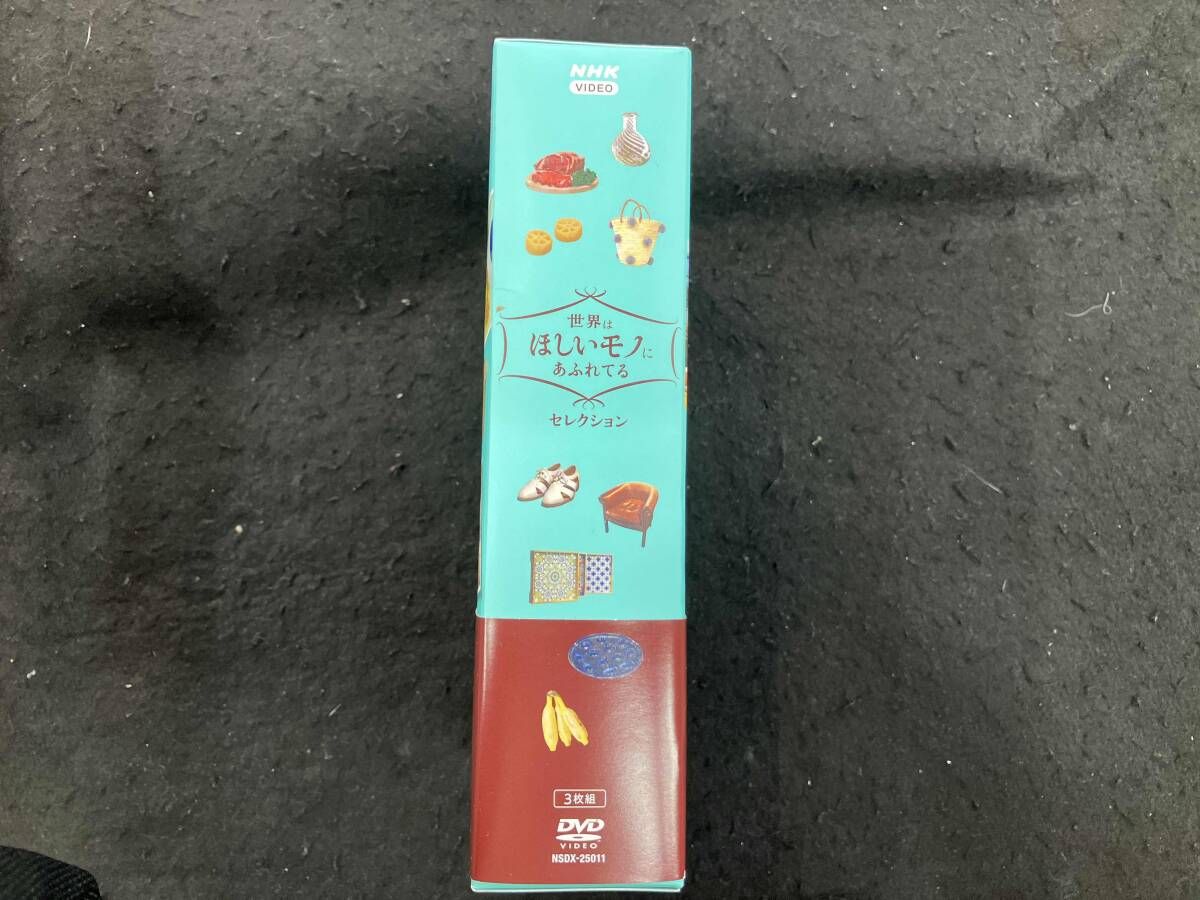 NHK
VIDEO
世界は
ほしいモノに
あふれてる
セレクション
3枚組
DVD
VIDEO
NSDX-25011